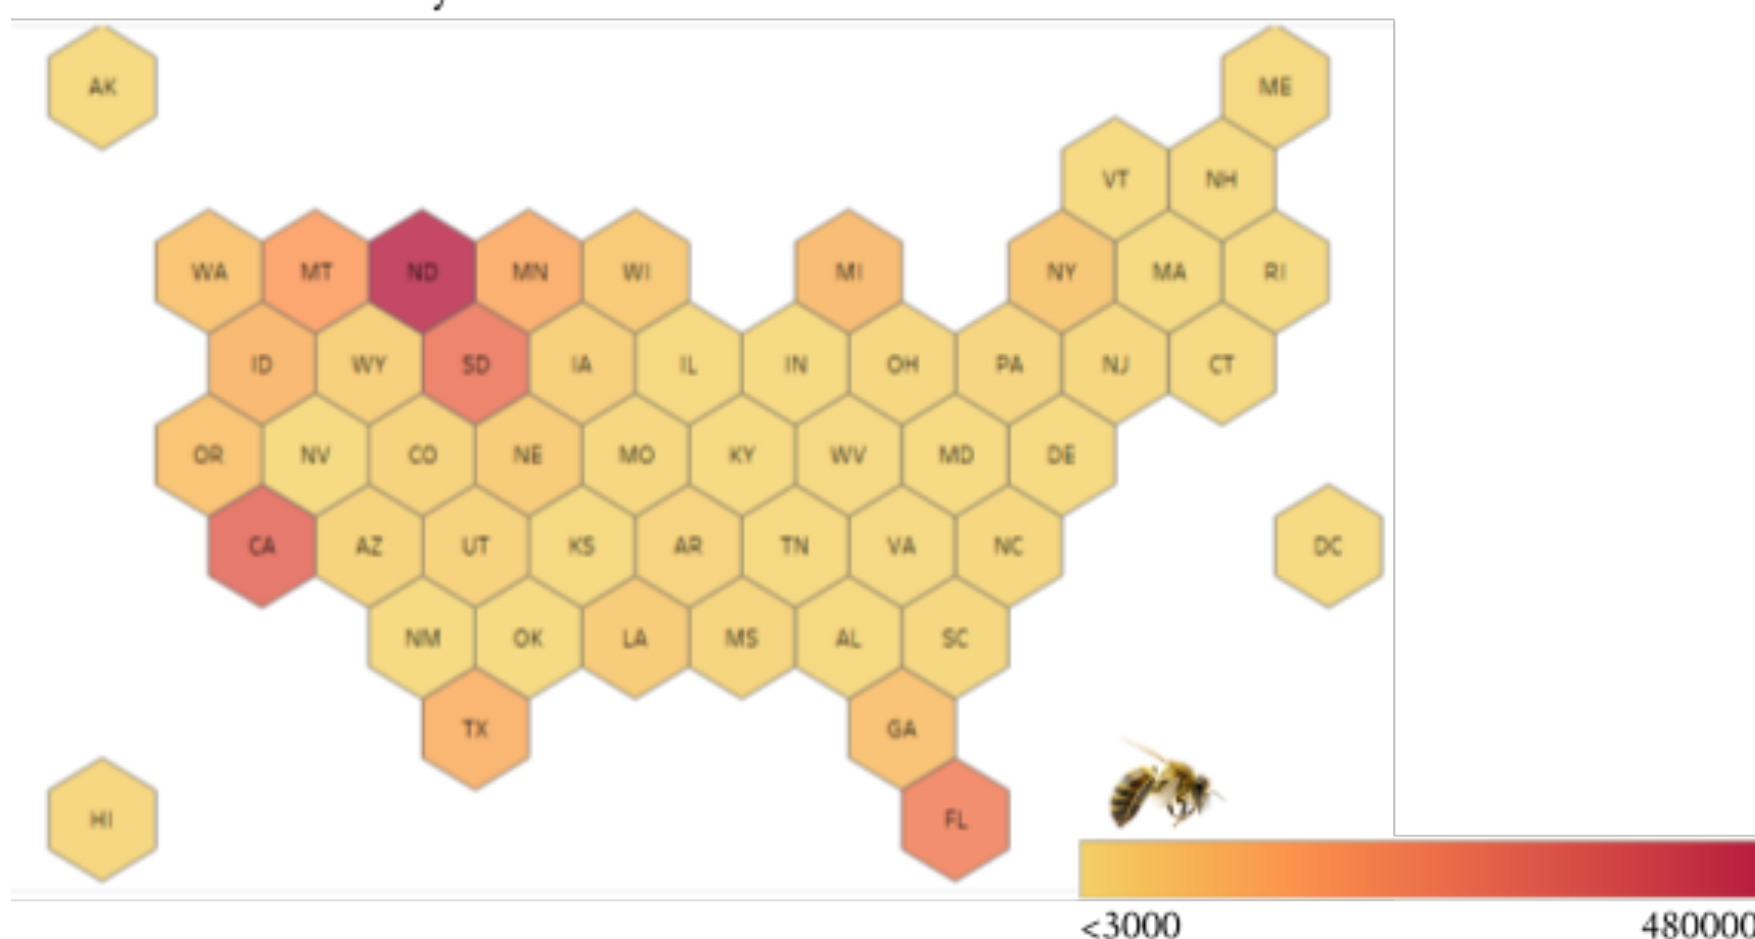 AK
ME
VT NH
WA MT ND MN WI MI NY MA RI
ID WY SD IA IL IN OH PA NJ CT
OR NV CO NE MO KY WV MD DE
CA AZ UT KS AR TN VA NC DC
NM OK LA MS AL SC
TX GA
HI FL
<3000 480000